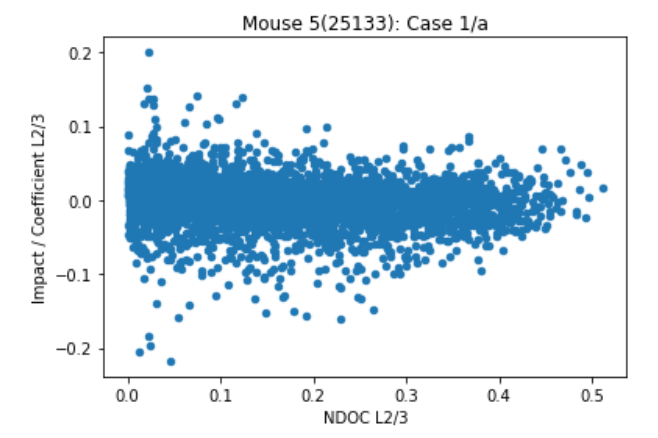 Mouse 5(25133): Case 1/a
0.2
0.1
0.0
−0.1
−0.2
Impact / Coefficient L2/3
0.0 0.1 0.2 0.3 0.4 0.5
NDOC L2/3